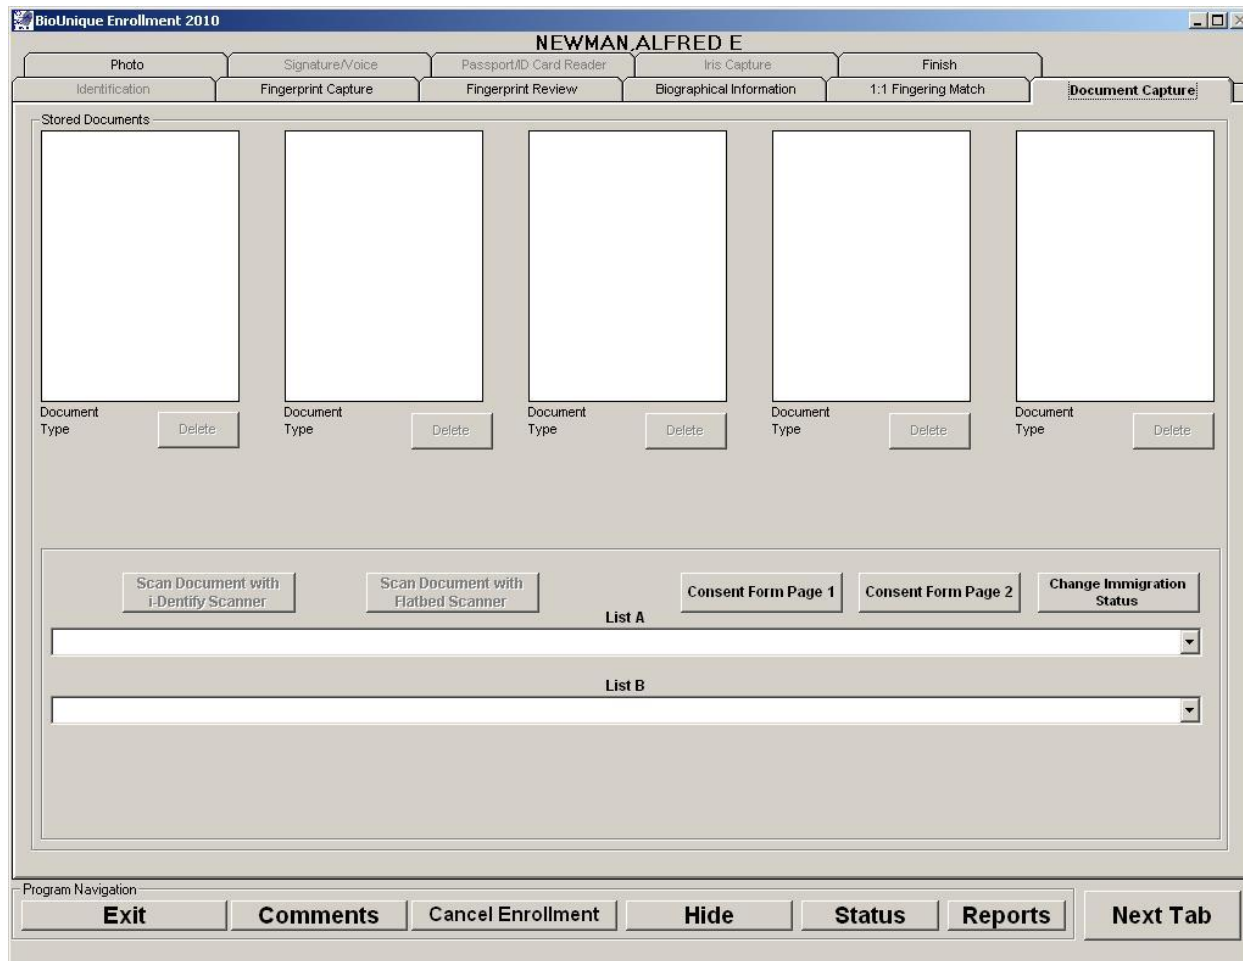 BioUnique Enrollment 2010
NEWMAN,ALFRED E
Photo
Signature/Voice
Passport/ID Card Reader
Iris Capture
Finish
Identification
Fingerprint Capture
Fingerprint Review
Biographical Information
1:1 Fingering Match
Document Capture
Stored Documents
Document
Type
Delete
Document
Type
Delete
Document
Type
Delete
Document
Type
Delete
Document
Type
Delete
Scan Document with
i-Dentify Scanner
Scan Document with
Flatbed Scanner
Consent Form Page 1
Consent Form Page 2
Change Immigration
Status
List A
List B
Program Navigation
Exit
Comments
Cancel Enrollment
Hide
Status
Reports
Next Tab